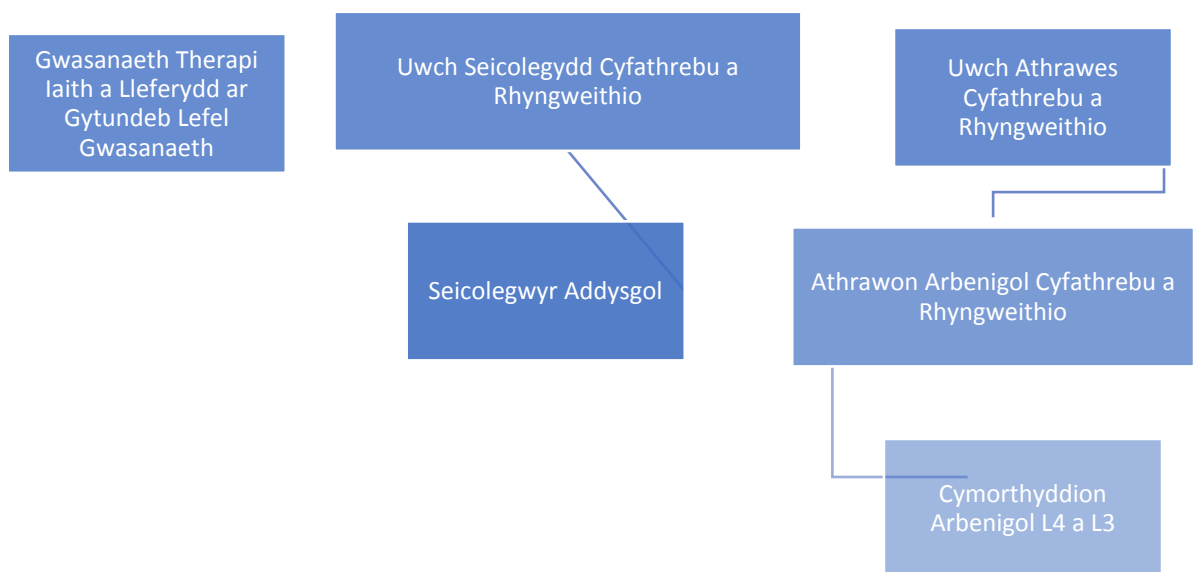 Gwasanaeth Therapi
Iaith a Lleferydd ar
Gytundeb Lefel
Gwasanaeth
Uwch Seicolegydd Cyfathrebu a
Rhyngweithio
Uwch Athrawes
Cyfathrebu a
Rhyngweithio
Seicolegwyr Addysgol
Athrawon Arbenigol Cyfathrebu a
Rhyngweithio
Cymorthyddion
Arbenigol L4 a L3